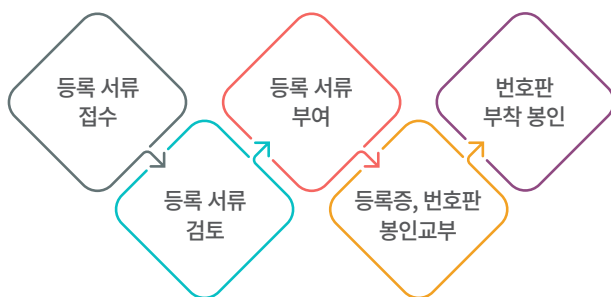 등록 서류
접수
등록 서류
검토
등록 서류
부여
등록증, 번호판
봉인교부
번호판
부착 봉인